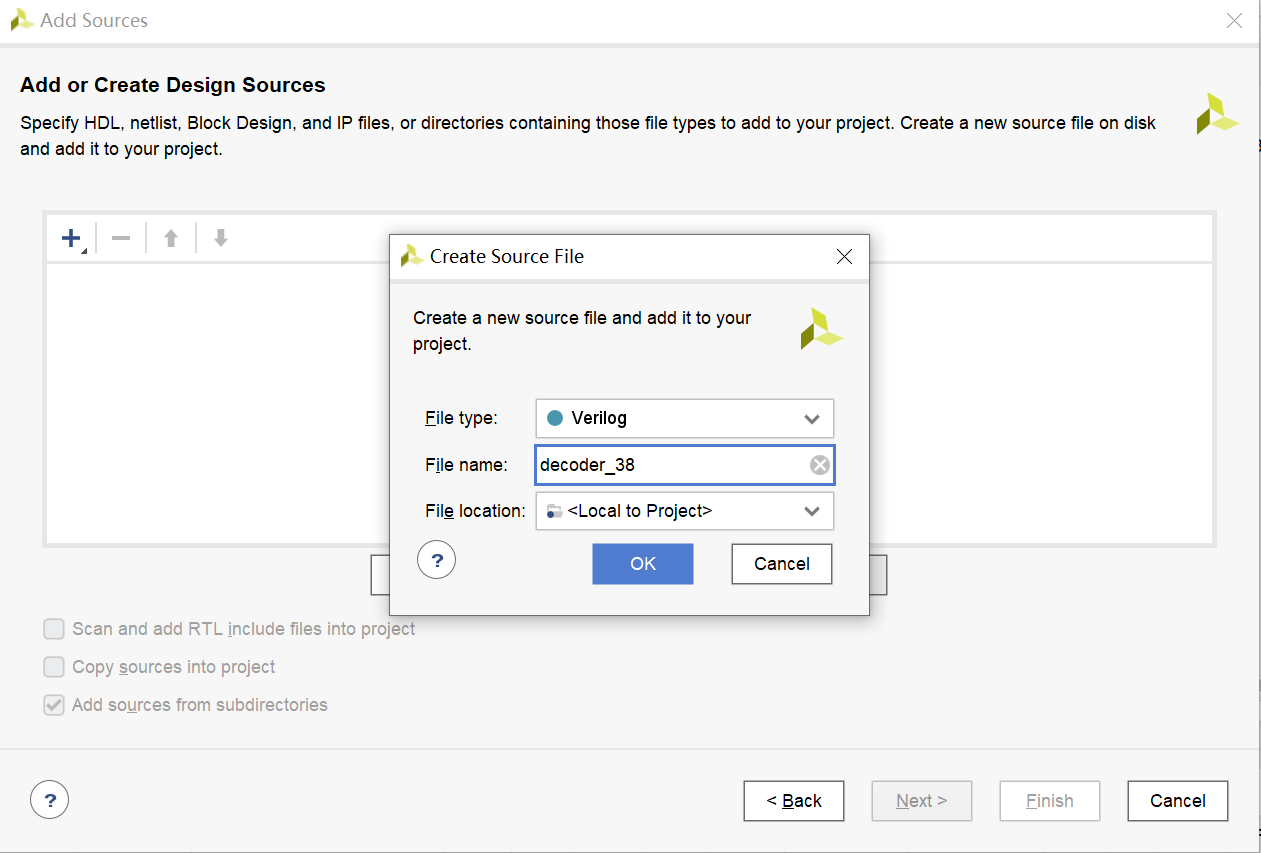 Add Sources
Add or Create Design Sources
Specify HDL, netlist, Block Design, and IP files, or directories containing those file types to add to your project. Create a new source file on disk
and add it to your project.
Create Source File
Create a new source file and add it to your
project.
File type:
Verilog
File name:
decoder_38
File location:
<Local to Project>
?
OK
Cancel
Scan and add RTL include files into project
Copy sources into project
Add sources from subdirectories
?
< Back
Next >
Finish
Cancel